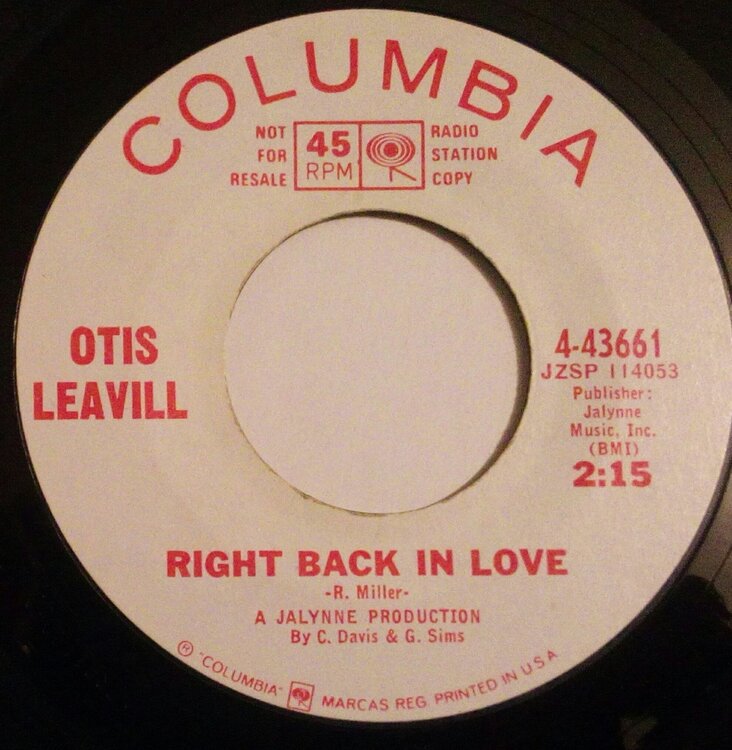 COLUMBIA
NOT FOR RESALE
45 RPM
RADIO STATION COPY
OTIS
LEAVILL
4-43661
JZSP 114053
Publisher:
Jalynne
Music, Inc.
(BMI)
2:15
RIGHT BACK IN LOVE
-R. Miller-
A JALYNNE PRODUCTION
By C. Davis & G. Sims
® "COLUMBIA" MARCAS REG. PRINTED IN U S A